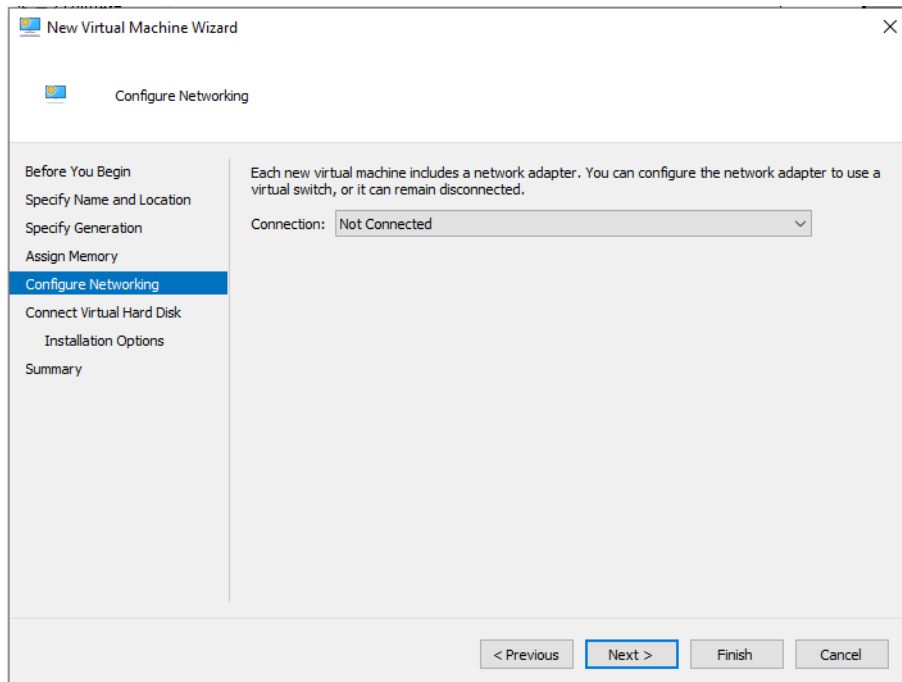 New Virtual Machine Wizard
Configure Networking
Before You Begin
Specify Name and Location
Specify Generation
Assign Memory
Configure Networking
Connect Virtual Hard Disk
Installation Options
Summary
Each new virtual machine includes a network adapter. You can configure the network adapter to use a
virtual switch, or it can remain disconnected.
Connection: Not Connected
< Previous
Next >
Finish
Cancel